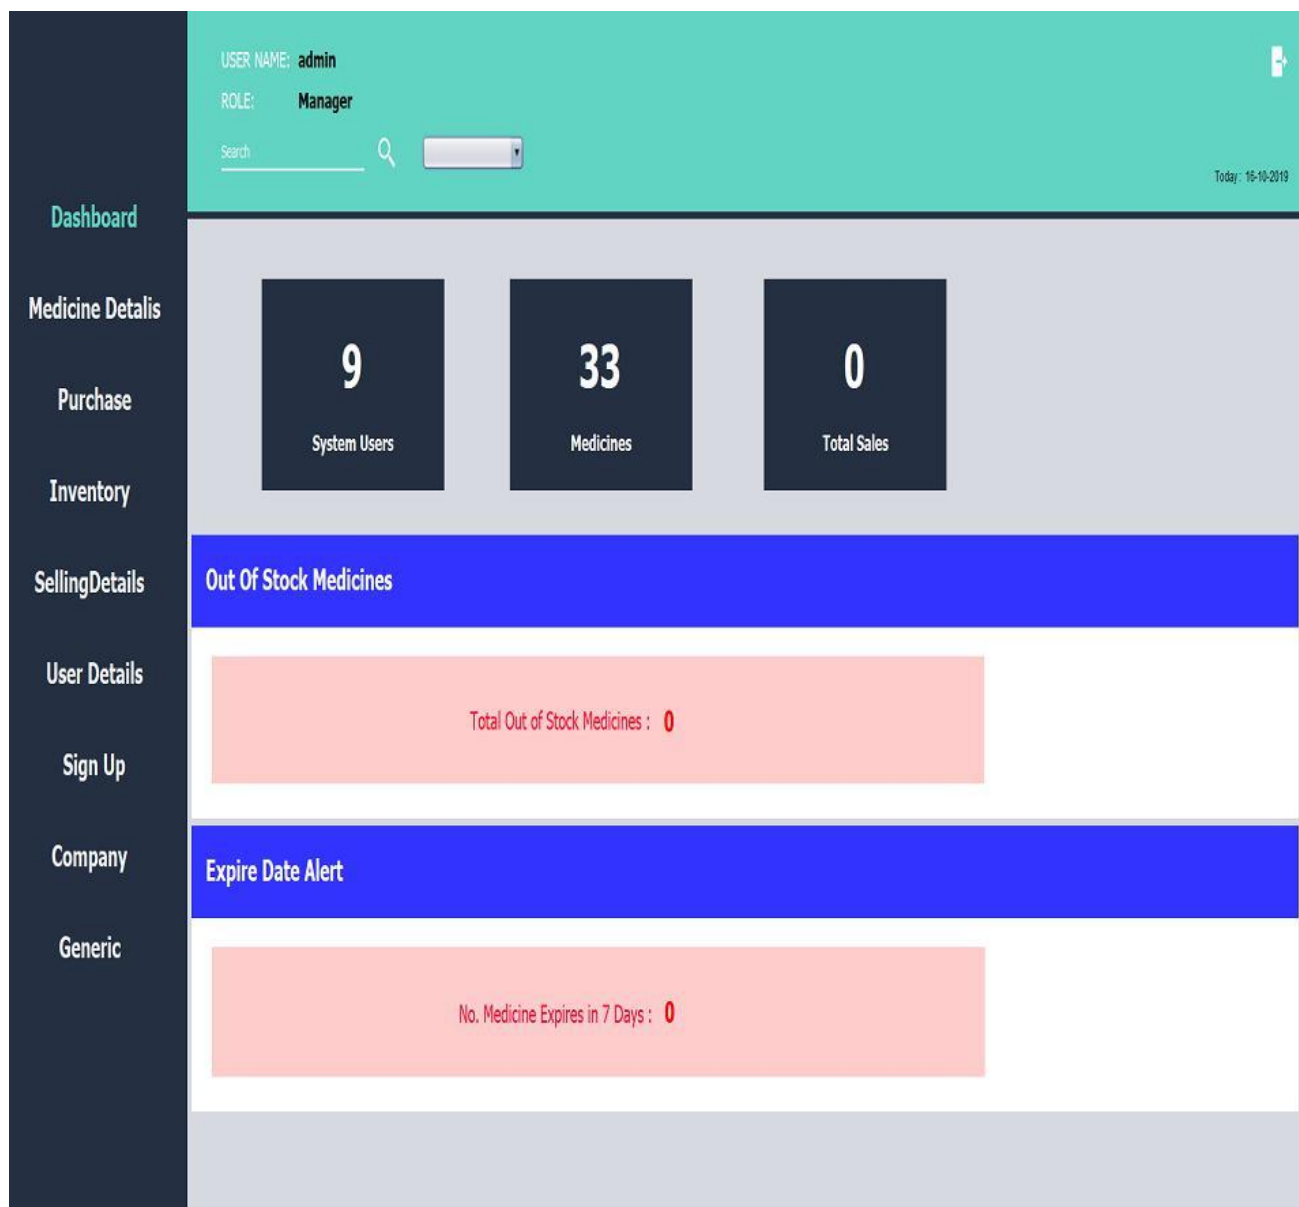 USER NAME: admin
ROLE: Manager
Search
Today : 16-10-2019
Dashboard
Medicine Detalis
Purchase
Inventory
SellingDetails
User Details
Sign Up
Company
Generic
9
System Users
33
Medicines
0
Total Sales
Out Of Stock Medicines
Total Out of Stock Medicines : 0
Expire Date Alert
No. Medicine Expires in 7 Days : 0